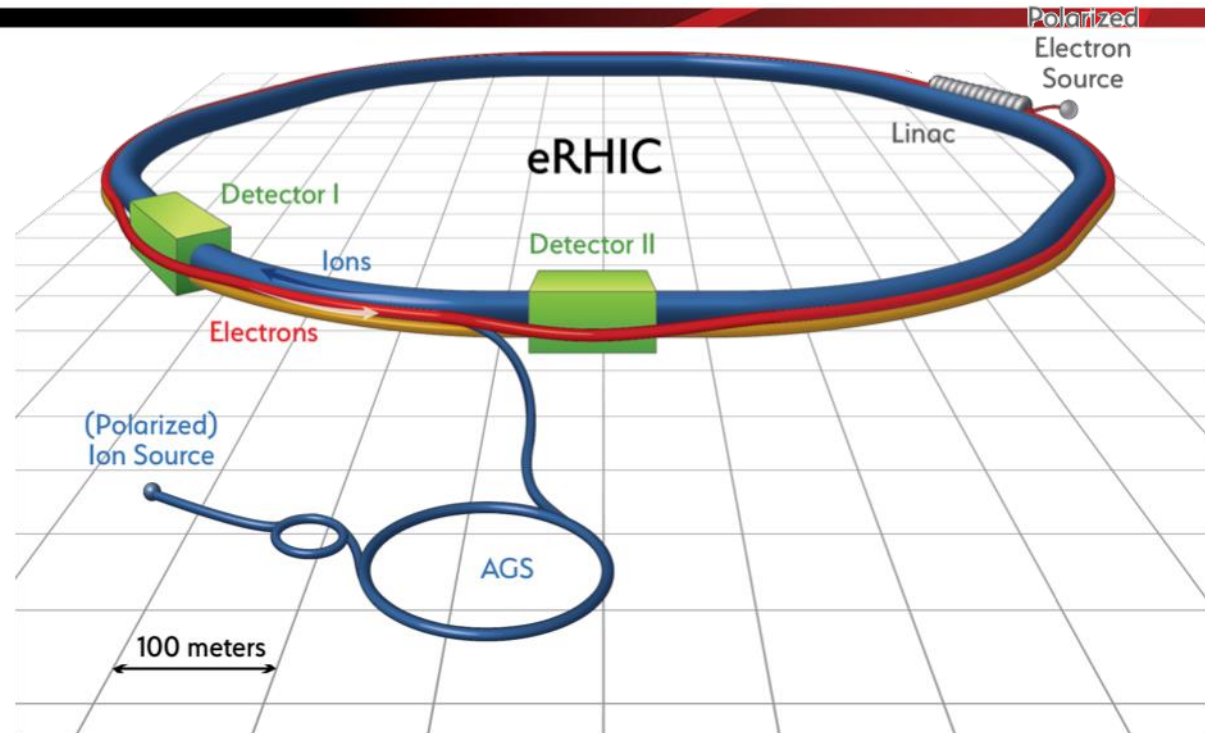 Polarized
Electron
Source
Linac
eRHIC
Detector I
Detector II
Ions
Electrons
(Polarized)
Ion Source
AGS
100 meters